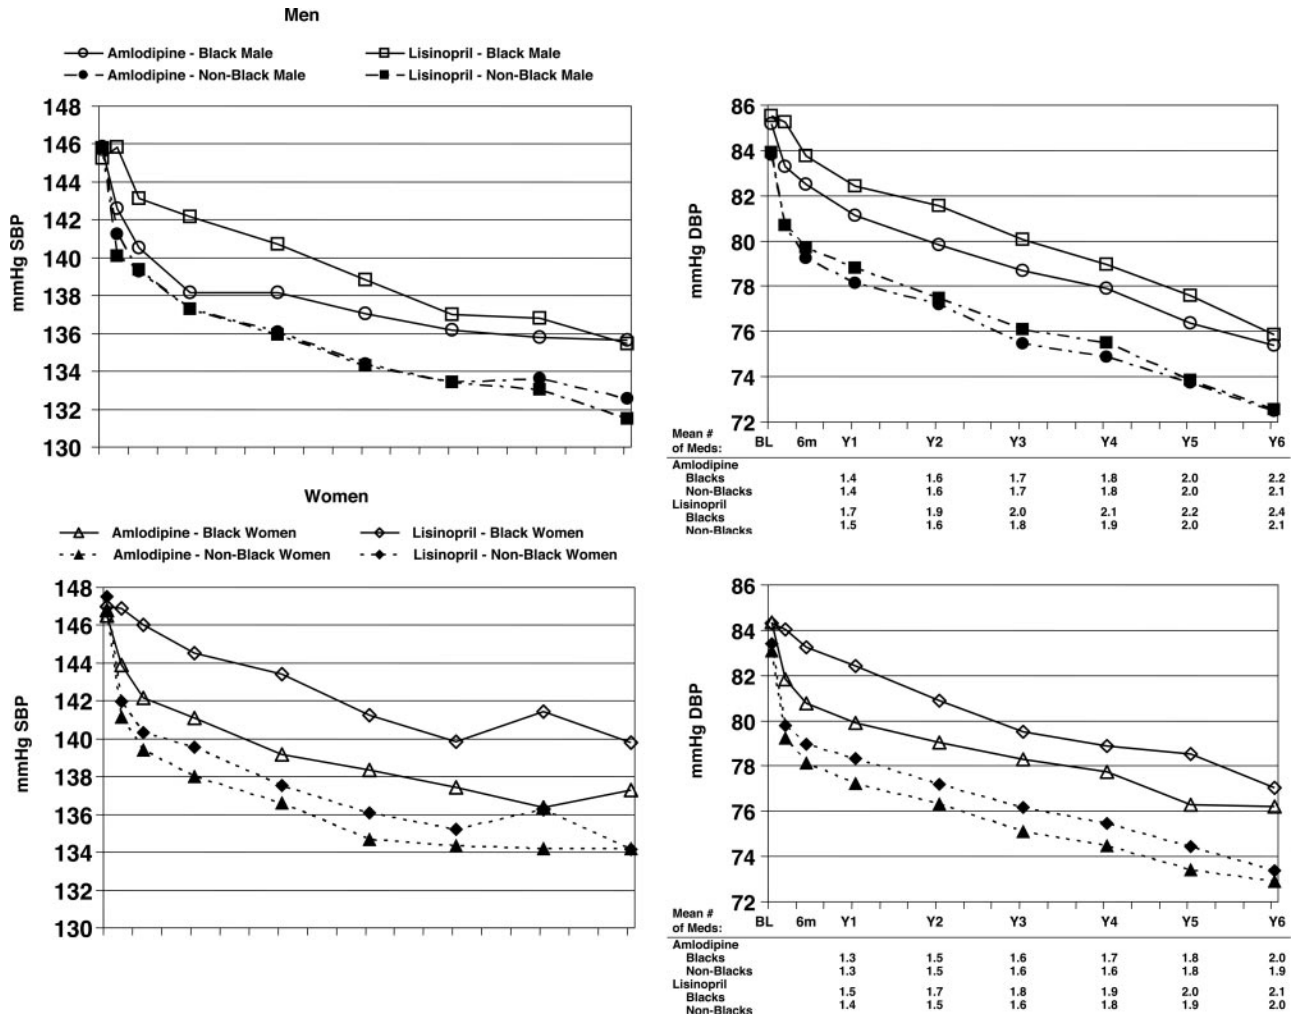 Men
Amlodipine - Black Male Lisinopril - Black Male
Amlodipine - Non-Black Male Lisinopril - Non-Black Male
mmHg SBP
148
146
144
142
140
138
136
134
132
130
mmHg DBP
86
84
82
80
78
76
74
72
BL 6m Y1 Y2 Y3 Y4 Y5 Y6
Mean #
of Meds:
Amlodipine
Blacks 1.4 1.6 1.7 1.8 2.0 2.2
Non-Blacks 1.4 1.6 1.7 1.8 2.0 2.1
Lisinopril
Blacks 1.7 1.9 2.0 2.1 2.2 2.4
Non-Blacks 1.5 1.6 1.8 1.9 2.0 2.1
Women
Amlodipine - Black Women Lisinopril - Black Women
Amlodipine - Non-Black Women Lisinopril - Non-Black Women
mmHg SBP
148
146
144
142
140
138
136
134
132
130
mmHg DBP
86
84
82
80
78
76
74
72
BL 6m Y1 Y2 Y3 Y4 Y5 Y6
Mean #
of Meds:
Amlodipine
Blacks 1.3 1.5 1.6 1.7 1.8 2.0
Non-Blacks 1.3 1.5 1.6 1.6 1.8 1.9
Lisinopril
Blacks 1.5 1.7 1.8 1.9 2.0 2.1
Non-Blacks 1.4 1.5 1.6 1.8 1.9 2.0